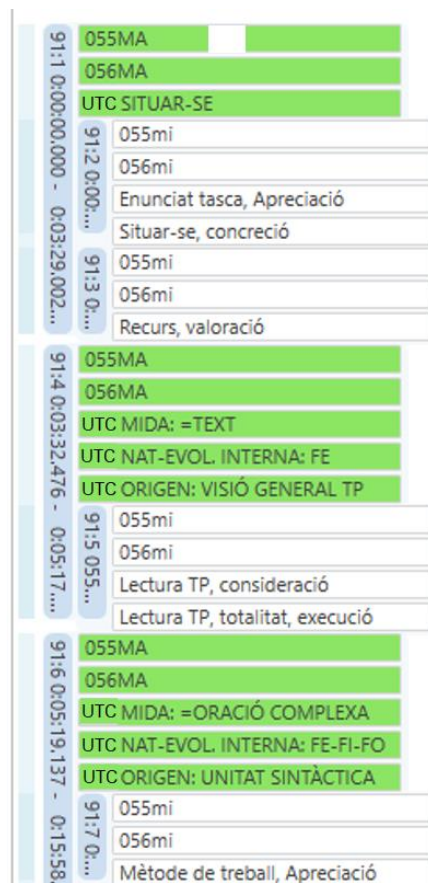 91:1 0:00:00.000 - 0:03:29.002...
055MA
056MA
UTC SITUAR-SE
91:2 0:00:...
055mi
056mi
Enunciat tasca, Apreciació
Situar-se, concreció
91:3 0:...
055mi
056mi
Recurs, valoració
91:4 0:03:32.476 - 0:05:17....
055MA
056MA
UTC MIDA: =TEXT
UTC NAT-EVOL. INTERNA: FE
UTC ORIGEN: VISIÓ GENERAL TP
91:5 055...
055mi
056mi
Lectura TP, consideració
Lectura TP, totalitat, execució
91:6 0:05:19.137 - 0:15:58.
055MA
056MA
UTC MIDA: =ORACIÓ COMPLEXA
UTC NAT-EVOL. INTERNA: FE-FI-FO
UTC ORIGEN: UNITAT SINTÀCTICA
91:7 0:...
055mi
056mi
Mètode de treball, Apreciació